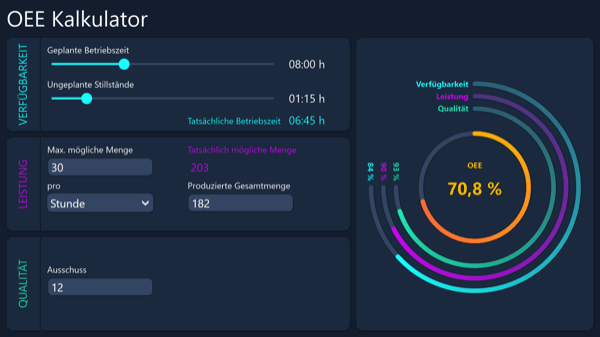 OEE Kalkulator
VERFÜGBARKEIT
Geplante Betriebszeit
08:00 h
Ungeplante Stillstände
01:15 h
Tatsächliche Betriebszeit 06:45 h
LEISTUNG
Max. mögliche Menge
30
pro
Stunde
Tatsächlich mögliche Menge
203
Produzierte Gesamtmenge
182
QUALITÄT
Ausschuss
12
Verfügbarkeit
Leistung
Qualität
84 %
90 %
93 %
OEE
70,8 %